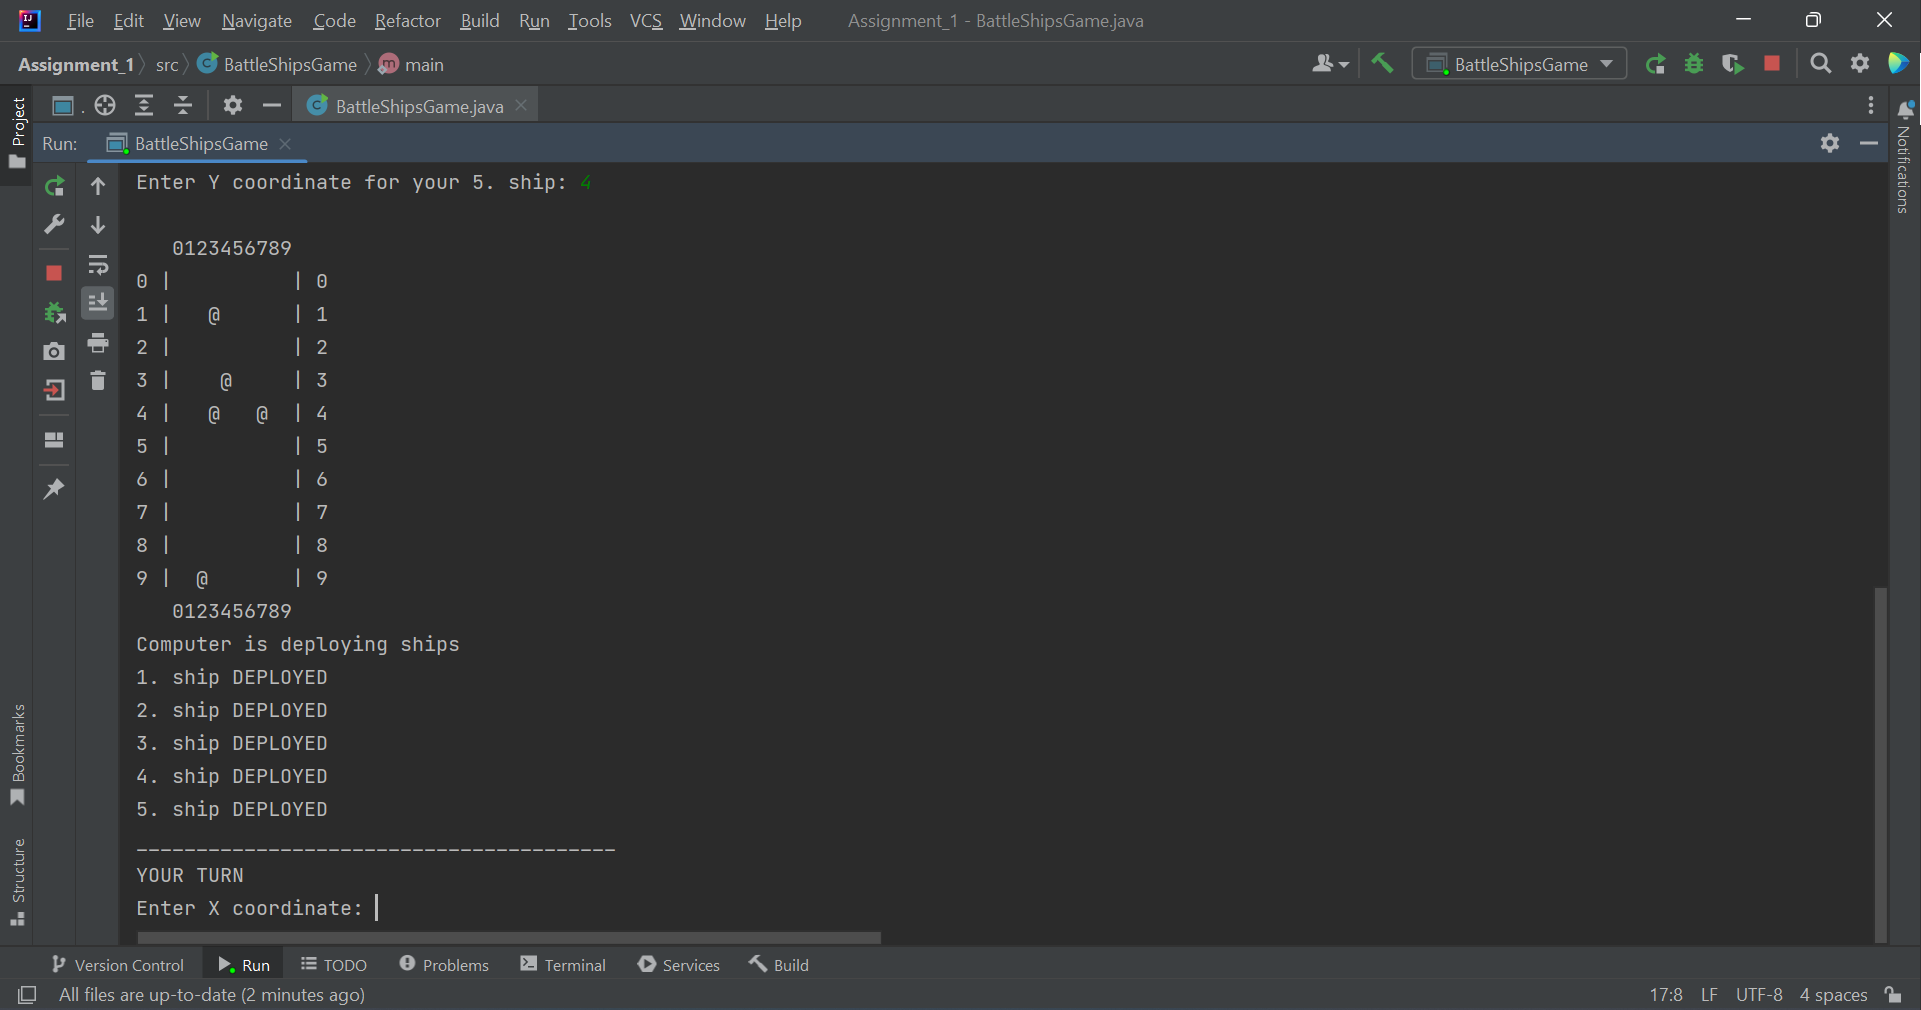 File Edit View Navigate Code Refactor Build Run Tools VCS Window Help Assignment_1 - BattleShipsGame.java
Assignment_1 src BattleShipsGame main BattleShipsGame
Project
BattleShipsGame.java
Notifications
Run: BattleShipsGame
Enter Y coordinate for your 5. ship: 4
   0123456789
0 |          | 0
1 |   @      | 1
2 |          | 2
3 |    @     | 3
4 |   @   @  | 4
5 |          | 5
6 |          | 6
7 |          | 7
8 |          | 8
9 |  @       | 9
   0123456789
Computer is deploying ships
1. ship DEPLOYED
2. ship DEPLOYED
3. ship DEPLOYED
4. ship DEPLOYED
5. ship DEPLOYED
________________________________________
YOUR TURN
Enter X coordinate:
Bookmarks
Structure
Version Control Run TODO Problems Terminal Services Build
All files are up-to-date (2 minutes ago) 17:8 LF UTF-8 4 spaces